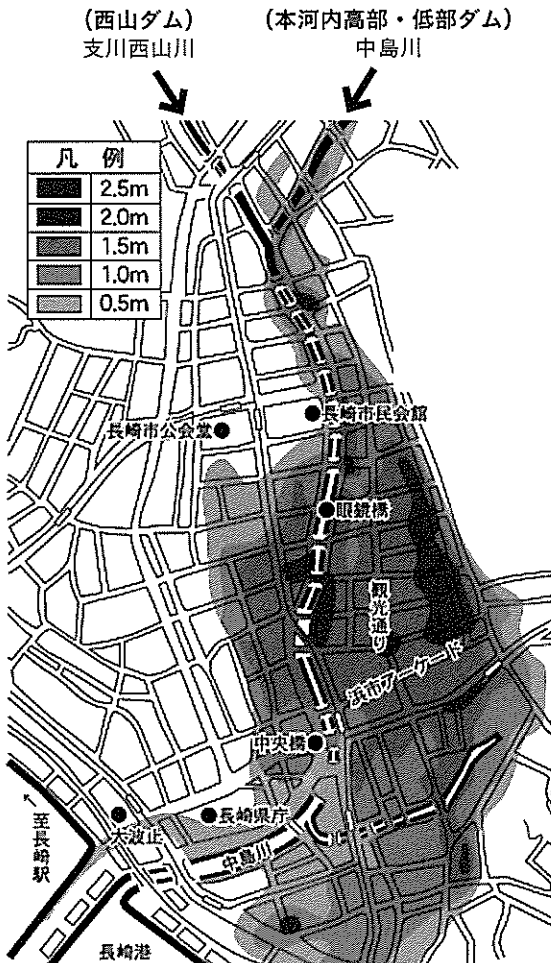 (西山ダム)
支川西山川
(本河内高部・低部ダム)
中島川
凡 例
2.5m
2.0m
1.5m
1.0m
0.5m
長崎市公会堂
長崎市民会館
眼鏡橋
観光通り
浜市アーケード
中央橋
長崎県庁
大波止
中島川
←至長崎駅
長崎港